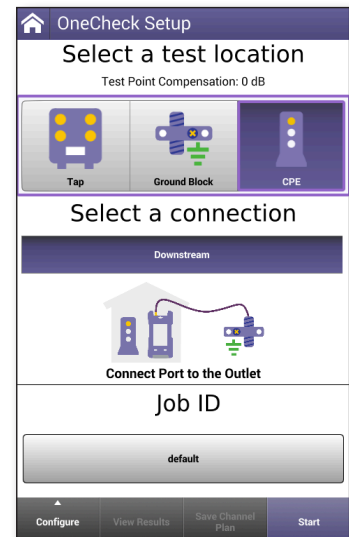 OneCheck Setup
Select a test location
Test Point Compensation: 0 dB
Tap
Ground Block
CPE
Select a connection
Downstream
Connect Port to the Outlet
Job ID
default
Configure
View Results
Save Channel
Plan
Start